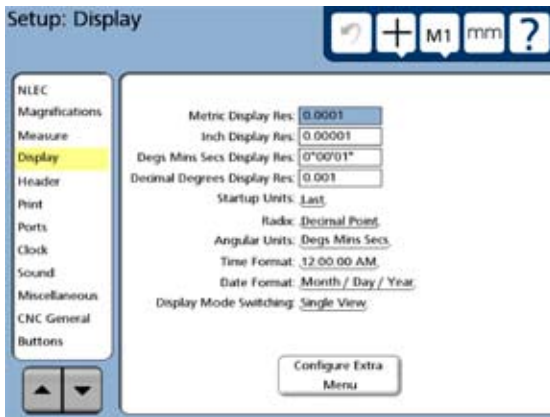 Setup: Display
M1 mm ?
NLEC
Magnifications
Measure
Display
Header
Print
Ports
Clock
Sound
Miscellaneous
CNC General
Buttons
Metric Display Res: 0.0001
Inch Display Res: 0.00001
Degs Mins Secs Display Res: 0°00'01"
Decimal Degrees Display Res: 0.001
Startup Units: Last
Radix: Decimal Point
Angular Units: Degs Mins Secs
Time Format: 12:00:00 AM
Date Format: Month / Day / Year
Display Mode Switching: Single View
Configure Extra
Menu